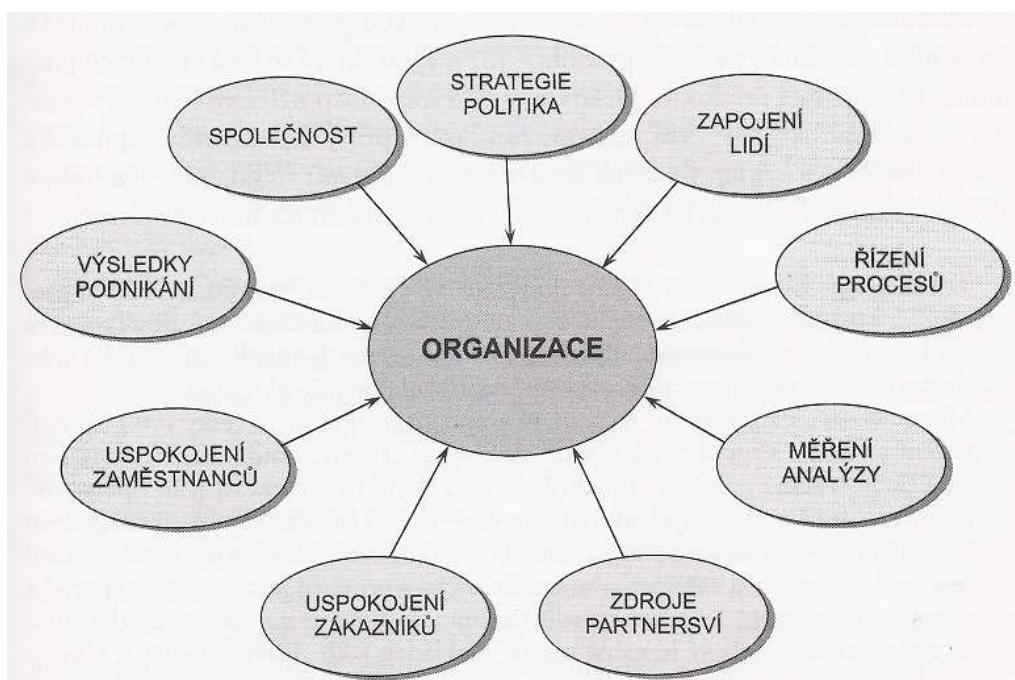 STRATEGIE
POLITIKA
SPOLEČNOST
ZAPOJENÍ
LIDÍ
VÝSLEDKY
PODNIKÁNÍ
ŘÍZENÍ
PROCESŮ
ORGANIZACE
USPOKOJENÍ
ZAMĚSTNANCŮ
MĚŘENÍ
ANALÝZY
USPOKOJENÍ
ZÁKAZNÍKŮ
ZDROJE
PARTNERSVÍ